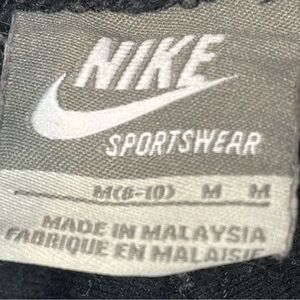 NIKE
SPORTSWEAR
M(8-10) M M
MADE IN MALAYSIA
FABRIQUE EN MALAISIE